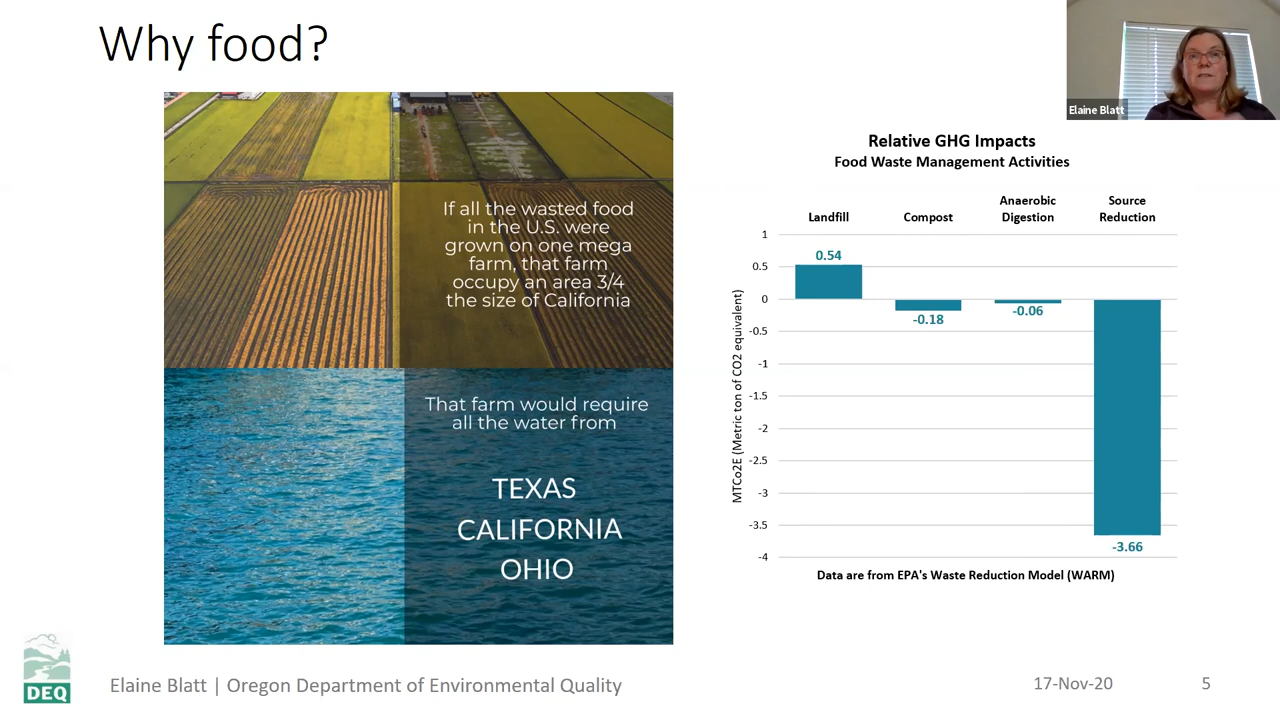 Why food?
Elaine Blatt
If all the wasted food
in the U.S. were
grown on one mega
farm, that farm
occupy an area 3/4
the size of California
That farm would require
all the water from
TEXAS
CALIFORNIA
OHIO
Relative GHG Impacts
Food Waste Management Activities
Landfill
Compost
Anaerobic
Digestion
Source
Reduction
MTCo2E (Metric ton of CO2 equivalent)
1
0.5
0
-0.5
-1
-1.5
-2
-2.5
-3
-3.5
-4
0.54
-0.18
-0.06
-3.66
Data are from EPA's Waste Reduction Model (WARM)
DEQ
Elaine Blatt | Oregon Department of Environmental Quality
17-Nov-20
5